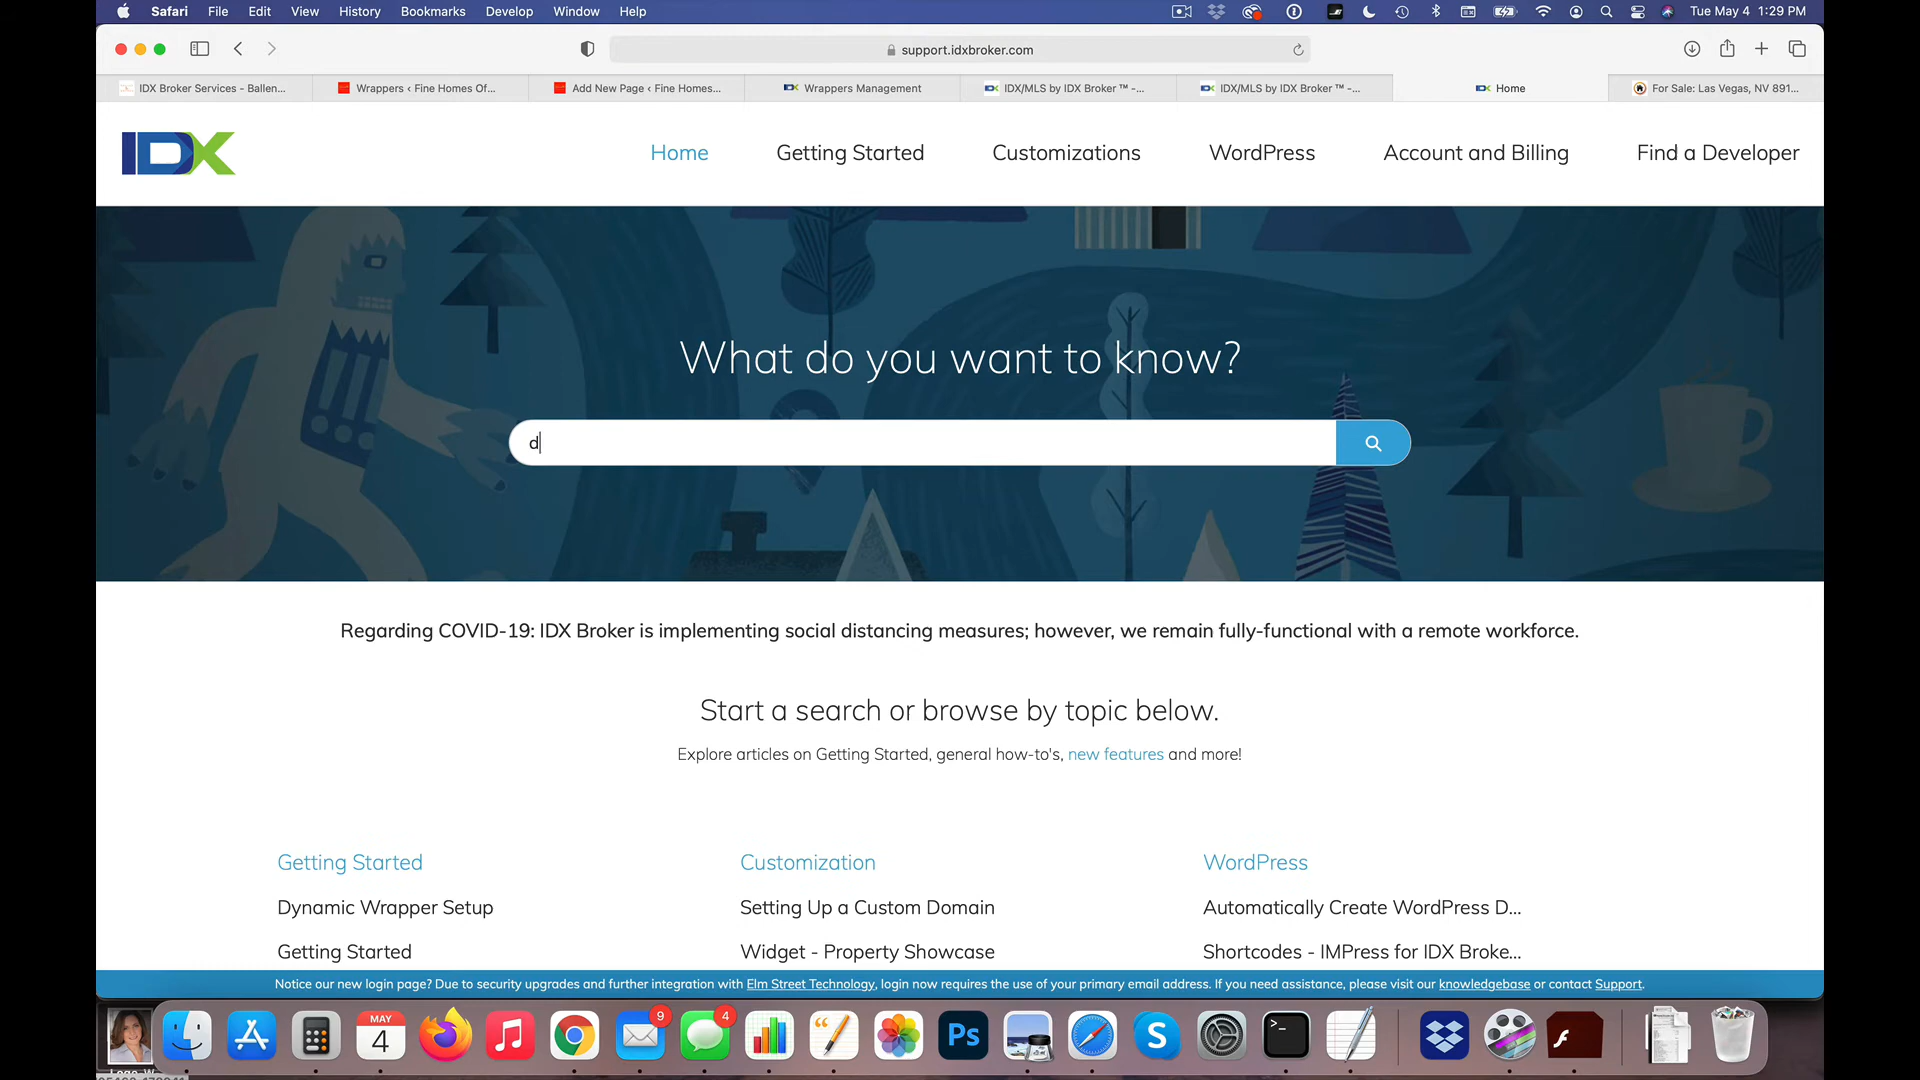 Safari File Edit View History Bookmarks Develop Window Help Tue May 4 1:29 PM
support.idxbroker.com
IDX Broker Services - Ballen... Wrappers ‹ Fine Homes Of... Add New Page ‹ Fine Homes... Wrappers Management IDX/MLS by IDX Broker ™ -... IDX/MLS by IDX Broker ™ -... Home For Sale: Las Vegas, NV 891...
IDX Home Getting Started Customizations WordPress Account and Billing Find a Developer
What do you want to know?
d
Regarding COVID-19: IDX Broker is implementing social distancing measures; however, we remain fully-functional with a remote workforce.
Start a search or browse by topic below.
Explore articles on Getting Started, general how-to's, new features and more!
Getting Started Customization WordPress
Dynamic Wrapper Setup Setting Up a Custom Domain Automatically Create WordPress D...
Getting Started Widget - Property Showcase Shortcodes - IMPress for IDX Broke...
Notice our new login page? Due to security upgrades and further integration with Elm Street Technology, login now requires the use of your primary email address. If you need assistance, please visit our knowledgebase or contact Support.
MAY 9 4
4 Ps S >_